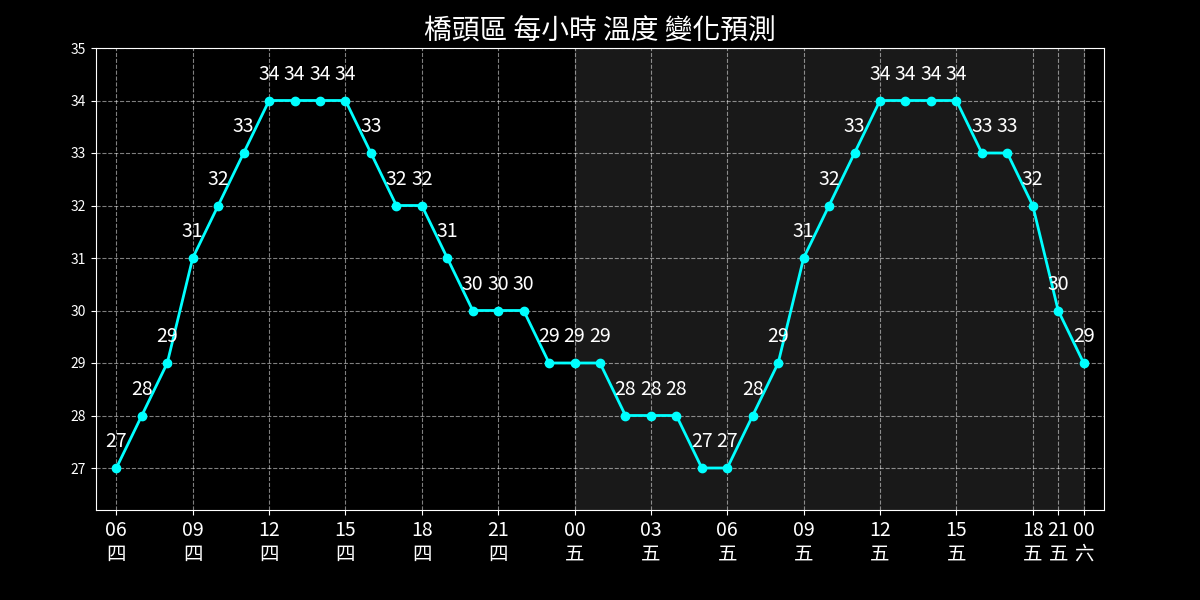 橋頭區 每小時 溫度 變化預測
35
34 34 34 34 34 34 34 34 34
33 33 33 33 33 33
32 32 32 32 32 32
31 31 31 31
30 30 30 30 30
29 29 29 29 29 29 29
28 28 28 28 28 28
27 27 27 27
06 09 12 15 18 21 00 03 06 09 12 15 18 21 00
四 四 四 四 四 四 五 五 五 五 五 五 五 五 六